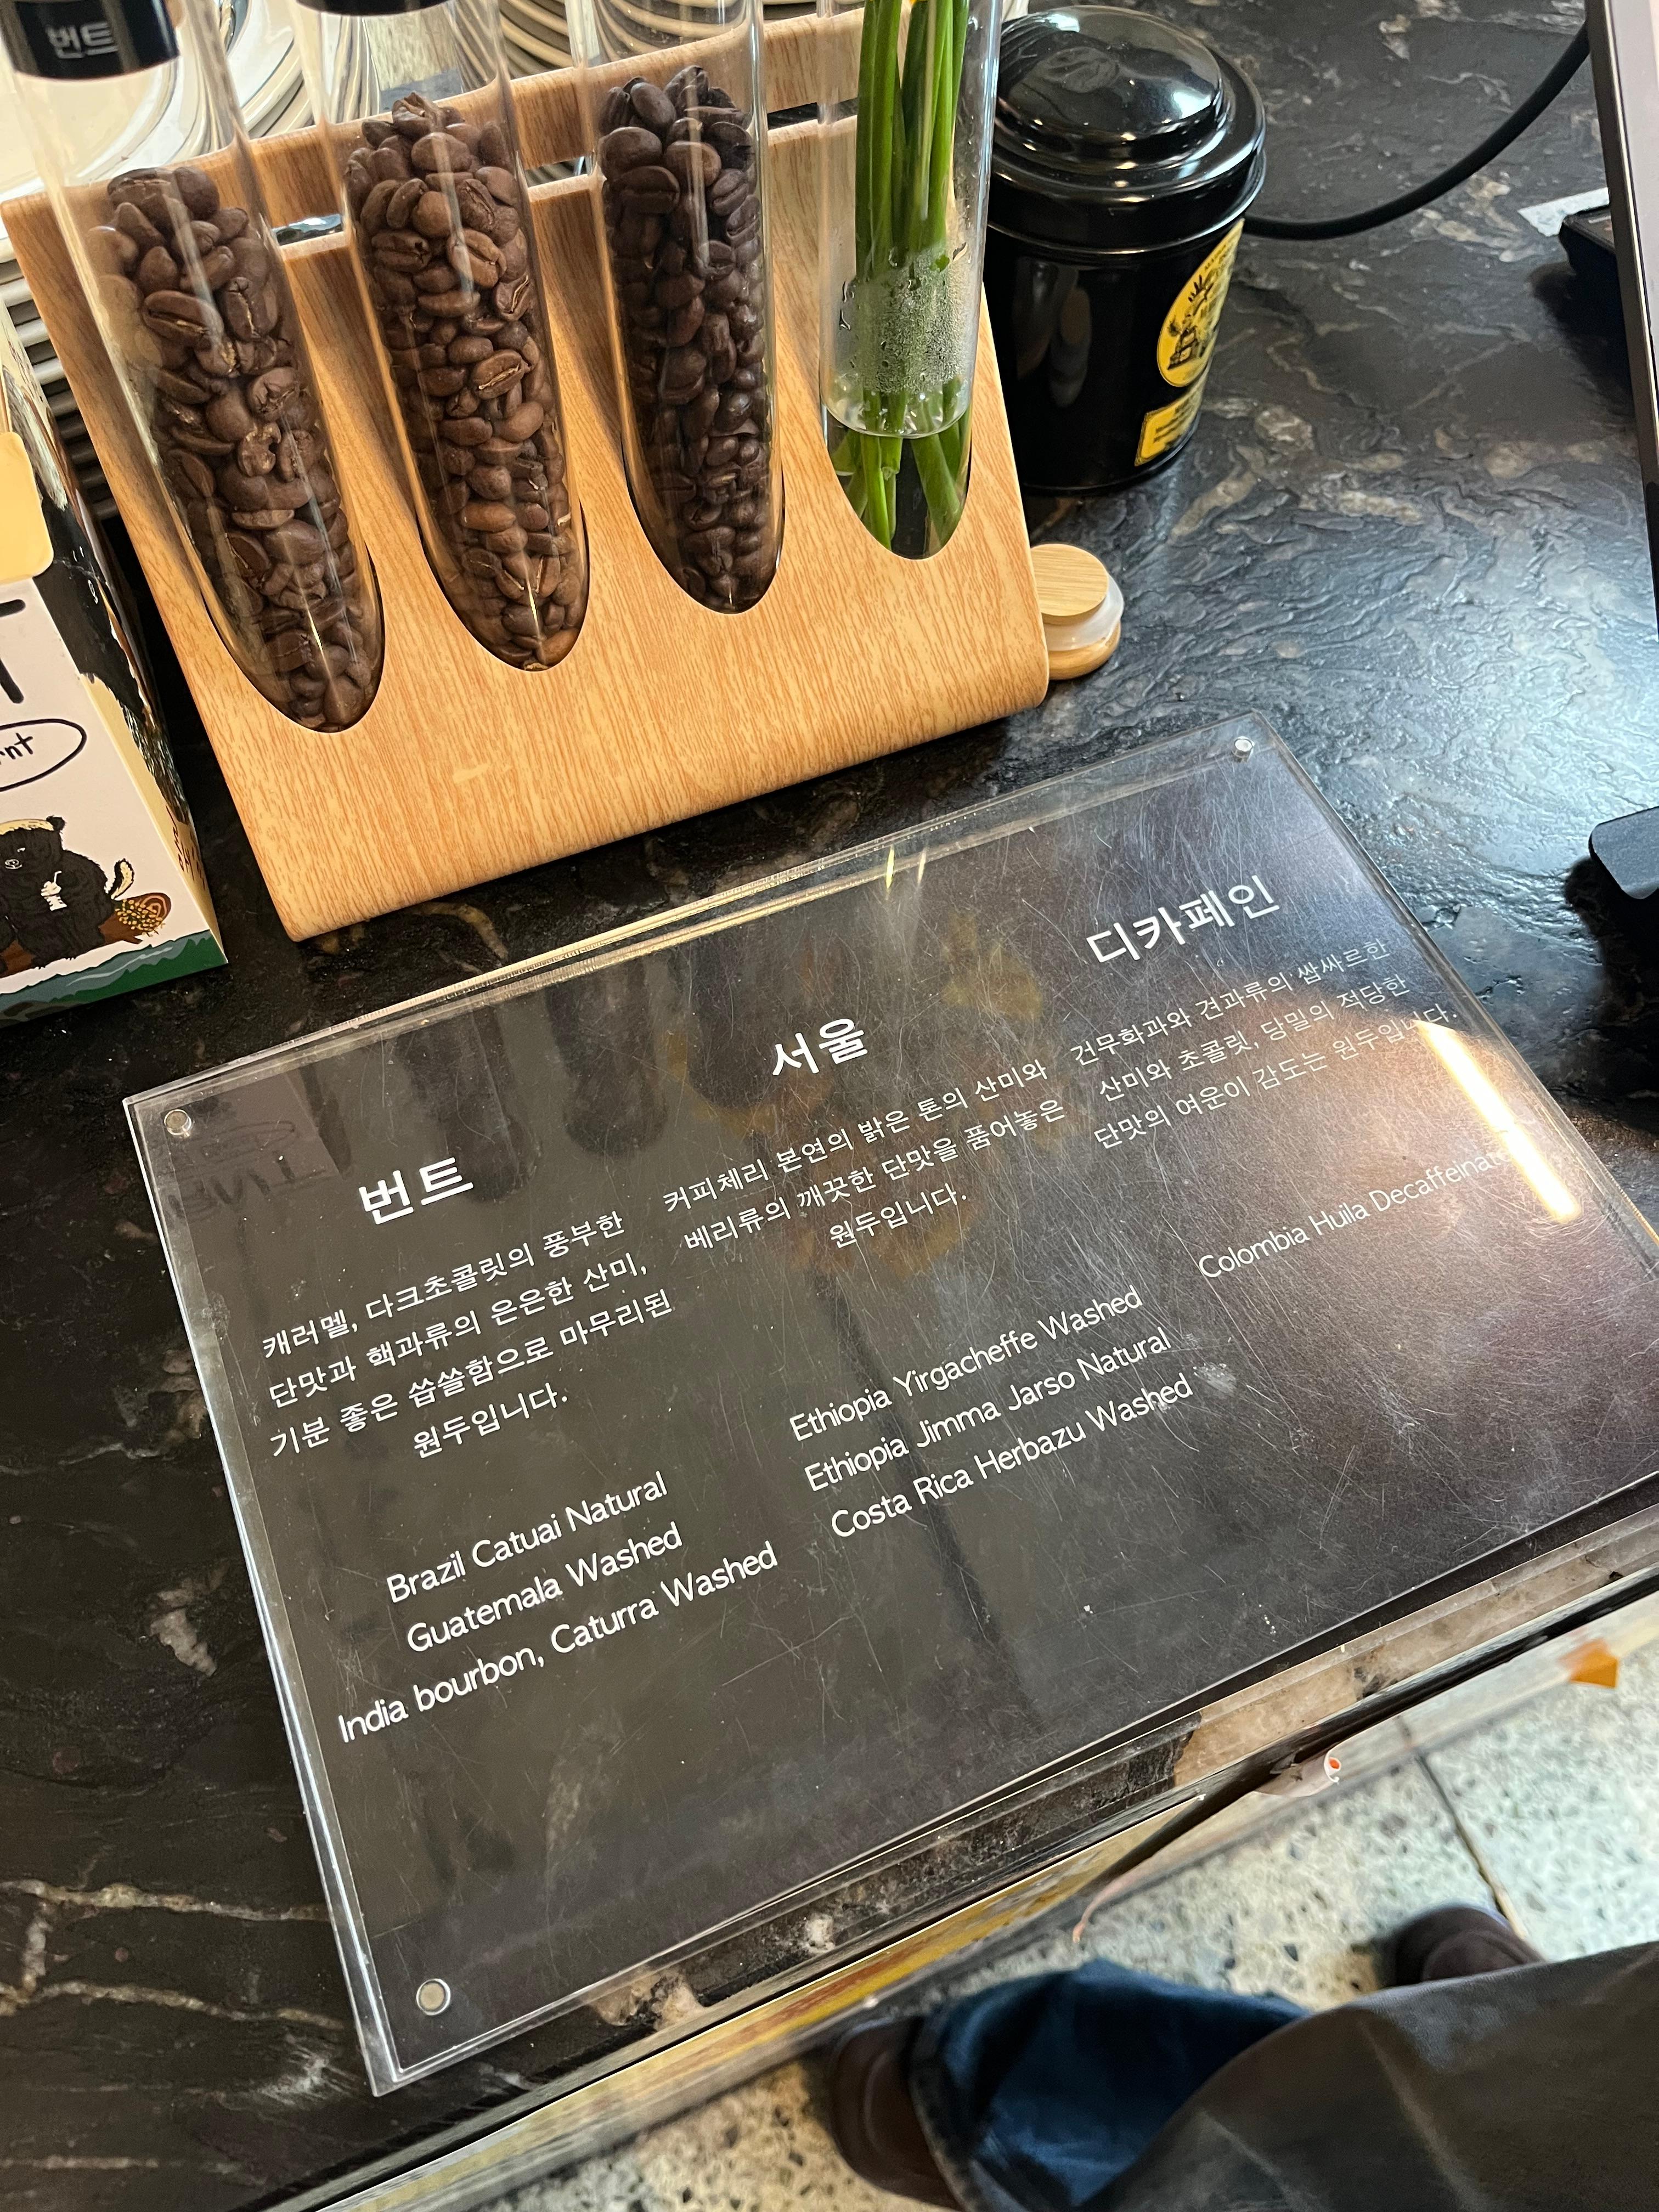 번트
번트
캐러멜, 다크초콜릿의 풍부한
단맛과 핵과류의 은은한 산미,
기분 좋은 씁쓸함으로 마무리된
원두입니다.
Brazil Catuai Natural
Guatemala Washed
India bourbon, Caturra Washed
서울
커피체리 본연의 밝은 톤의 산미와
베리류의 깨끗한 단맛을 품어놓은
원두입니다.
Ethiopia Yirgacheffe Washed
Ethiopia Jimma Jarso Natural
Costa Rica Herbazu Washed
디카페인
건무화과와 견과류의 쌉싸르한
산미와 초콜릿, 당밀의 적당한
단맛의 여운이 감도는 원두입니다.
Colombia Huila